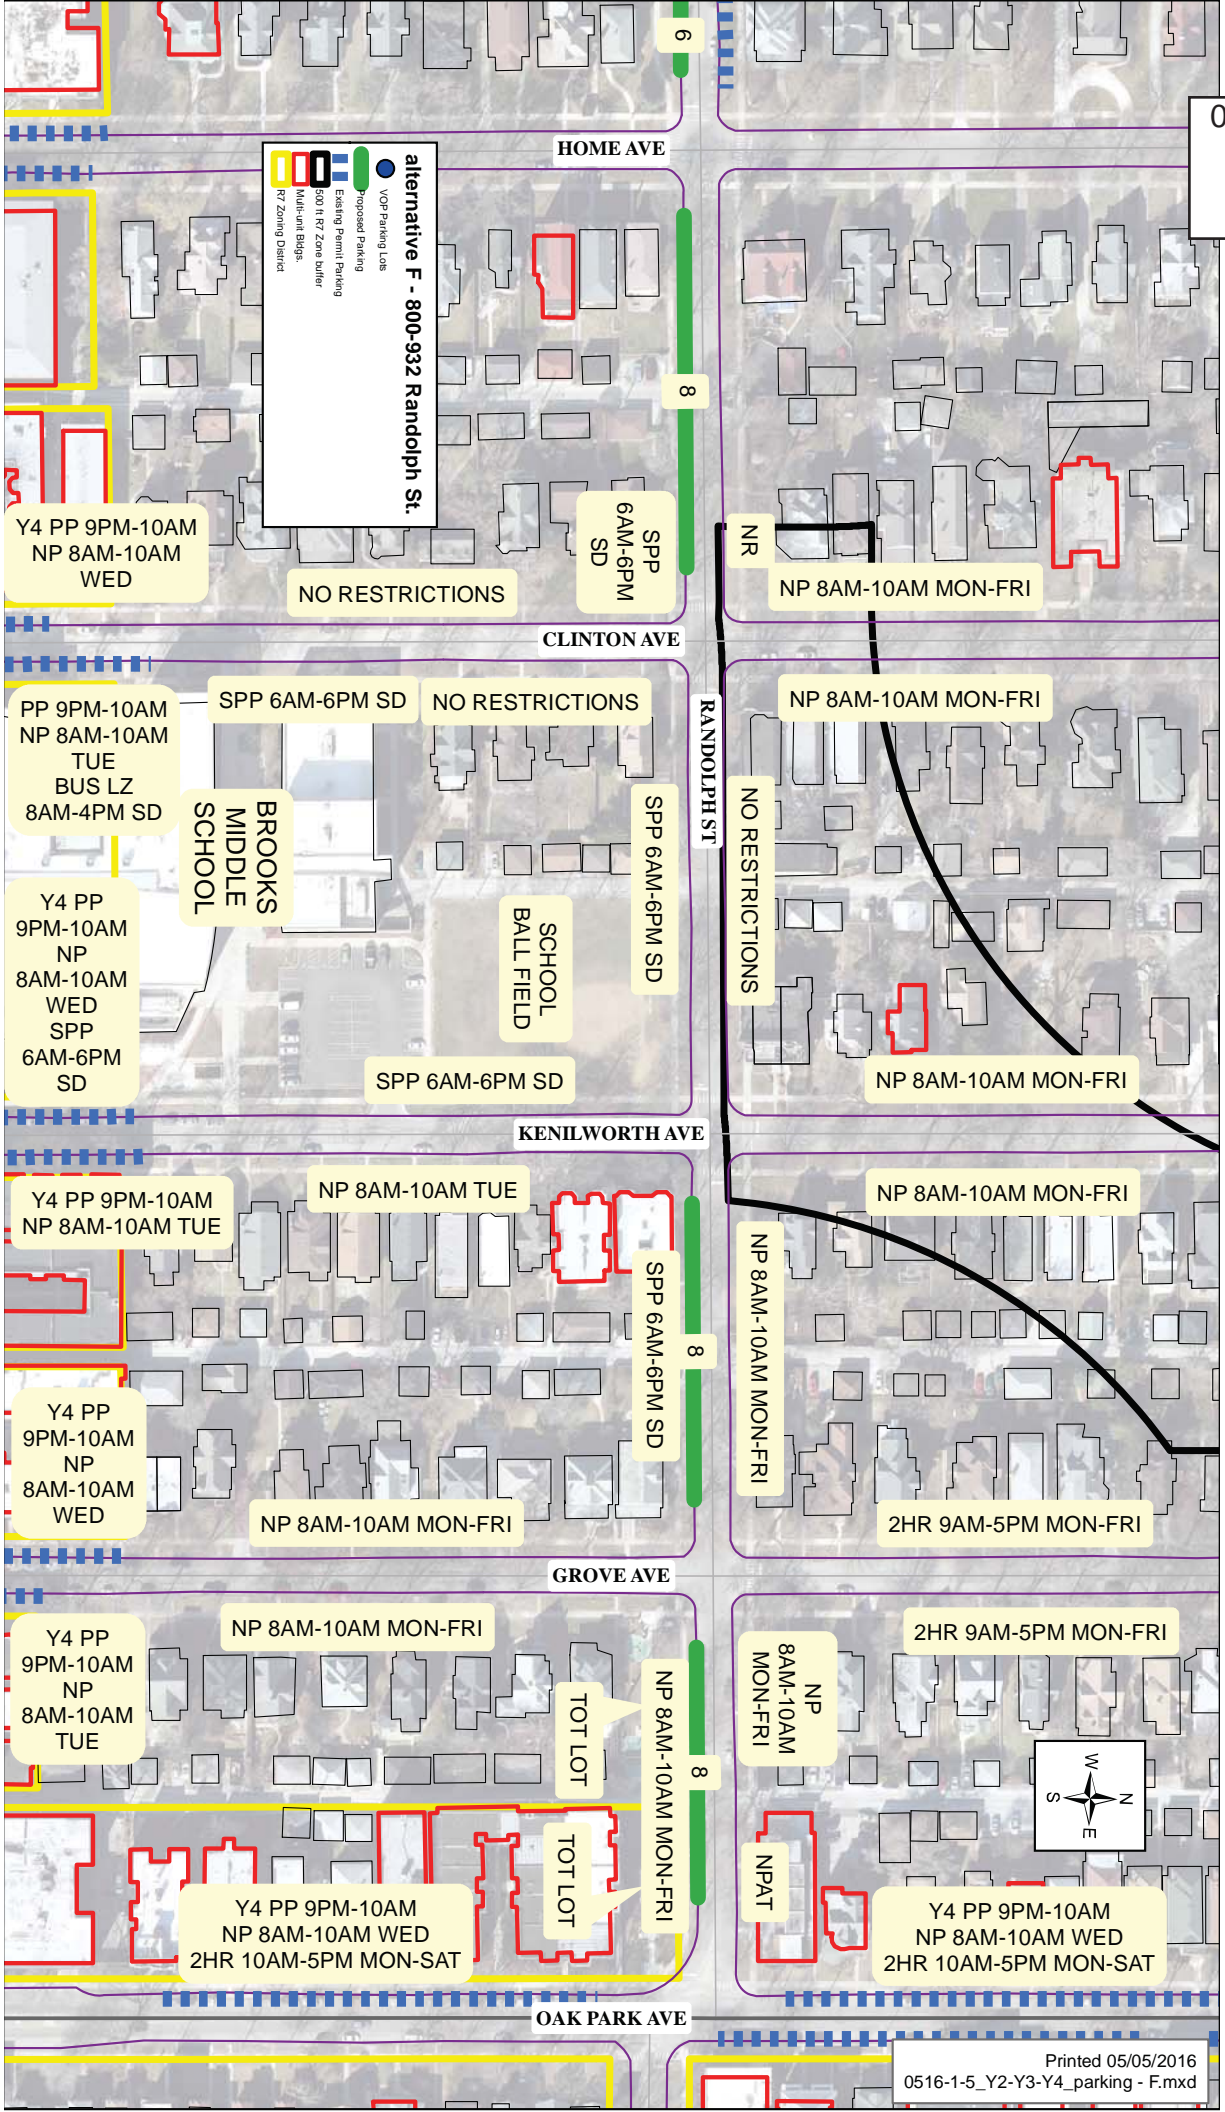 6
0
HOME AVE
alternative F - 800-932 Randolph St.
VOP Parking Lots
Proposed Parking
Existing Permit Parking
500 ft R7 Zone buffer
Multi-unit Bldgs.
R7 Zoning District
8
Y4 PP 9PM-10AM
NP 8AM-10AM
WED
NO RESTRICTIONS
SPP
6AM-6PM
SD
NR
NP 8AM-10AM MON-FRI
CLINTON AVE
PP 9PM-10AM
NP 8AM-10AM
TUE
BUS LZ
8AM-4PM SD
SPP 6AM-6PM SD
NO RESTRICTIONS
RANDOLPH ST
NP 8AM-10AM MON-FRI
BROOKS
MIDDLE
SCHOOL
SPP 6AM-6PM SD
NO RESTRICTIONS
Y4 PP
9PM-10AM
NP
8AM-10AM
WED
SPP
6AM-6PM
SD
SCHOOL
BALL FIELD
SPP 6AM-6PM SD
NP 8AM-10AM MON-FRI
KENILWORTH AVE
Y4 PP 9PM-10AM
NP 8AM-10AM TUE
NP 8AM-10AM TUE
NP 8AM-10AM MON-FRI
SPP 6AM-6PM SD
8
NP 8AM-10AM MON-FRI
Y4 PP
9PM-10AM
NP
8AM-10AM
WED
NP 8AM-10AM MON-FRI
2HR 9AM-5PM MON-FRI
GROVE AVE
Y4 PP
9PM-10AM
NP
8AM-10AM
TUE
NP 8AM-10AM MON-FRI
TOT LOT
NP 8AM-10AM MON-FRI
8
NP
8AM-10AM
MON-FRI
2HR 9AM-5PM MON-FRI
N
W
E
S
TOT LOT
NPAT
Y4 PP 9PM-10AM
NP 8AM-10AM WED
2HR 10AM-5PM MON-SAT
Y4 PP 9PM-10AM
NP 8AM-10AM WED
2HR 10AM-5PM MON-SAT
OAK PARK AVE
Printed 05/05/2016
0516-1-5_Y2-Y3-Y4_parking - F.mxd